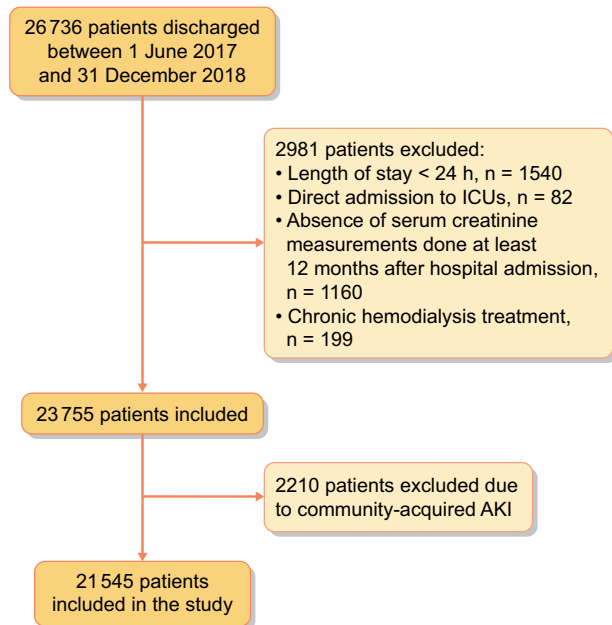 26 736 patients discharged
between 1 June 2017
and 31 December 2018
2981 patients excluded:
• Length of stay < 24 h, n = 1540
• Direct admission to ICUs, n = 82
• Absence of serum creatinine
measurements done at least
12 months after hospital admission,
n = 1160
• Chronic hemodialysis treatment,
n = 199
23 755 patients included
2210 patients excluded due
to community-acquired AKI
21 545 patients
included in the study